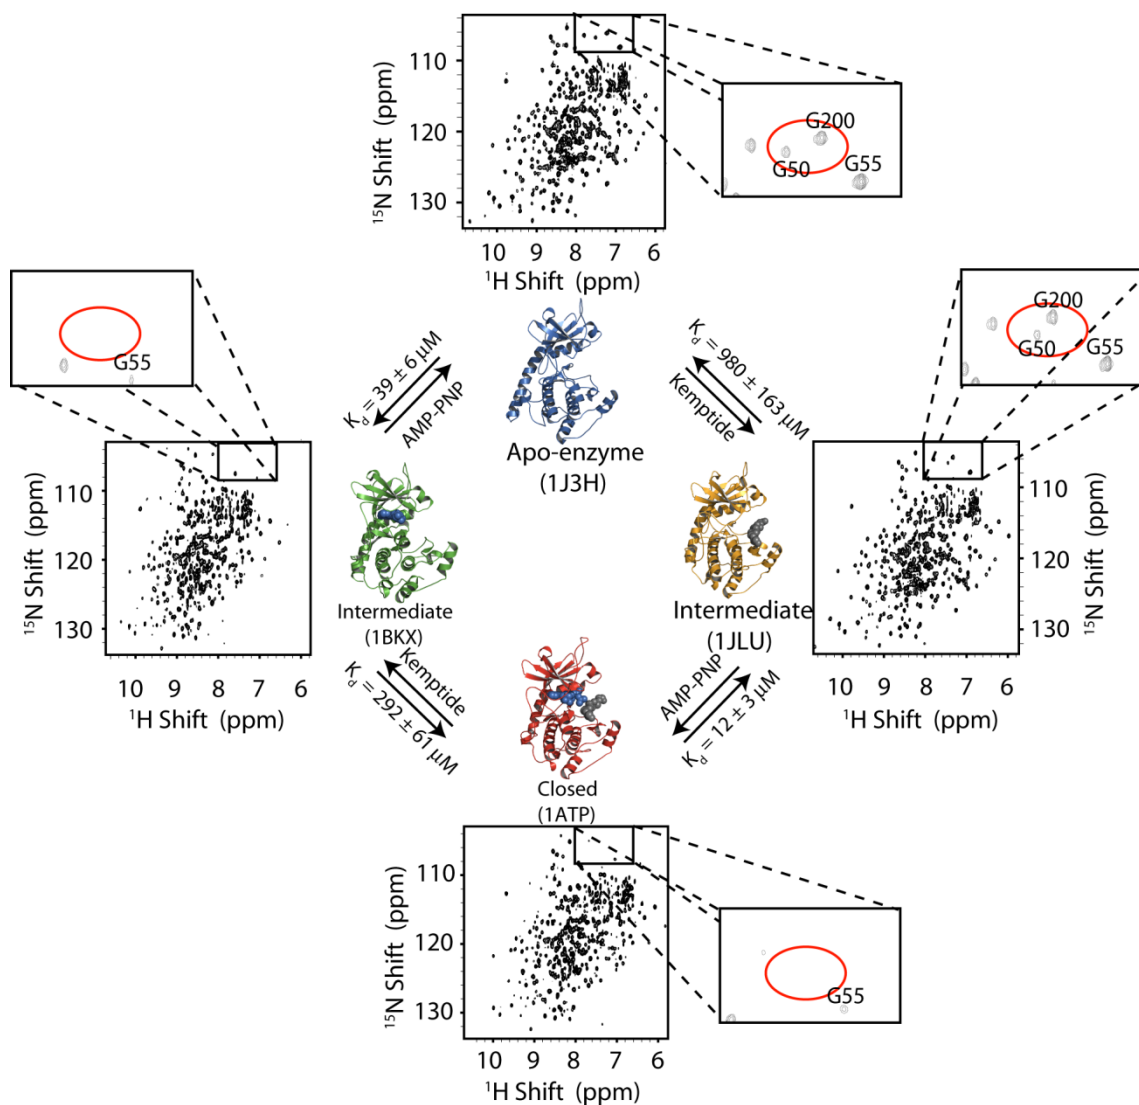 110
120
130
¹⁵N Shift (ppm)
10 9 8 7 6
¹H Shift (ppm)
G200
G50
G55
G55
K_d = 39 ± 6 μM
AMP-PNP
K_d = 980 ± 163 μM
Kemptide
Apo-enzyme
(1J3H)
G200
G50
G55
110
120
130
¹⁵N Shift (ppm)
10 9 8 7 6
¹H Shift (ppm)
Intermediate
(1BKX)
Intermediate
(1JLU)
110
120
130
¹⁵N Shift (ppm)
10 9 8 7 6
¹H Shift (ppm)
Kemptide
K_d = 292 ± 61 μM
AMP-PNP
K_d = 12 ± 3 μM
Closed
(1ATP)
110
120
130
¹⁵N Shift (ppm)
10 9 8 7 6
¹H Shift (ppm)
G55